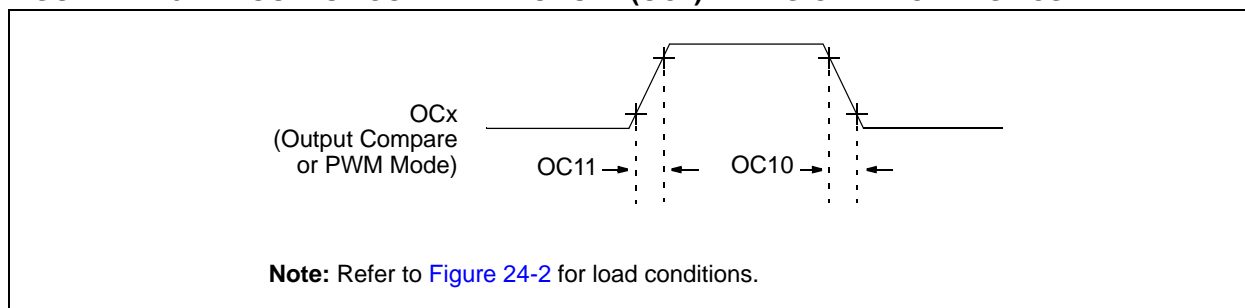 OCx
(Output Compare
or PWM Mode)
OC11
OC10
Note: Refer to Figure 24-2 for load conditions.